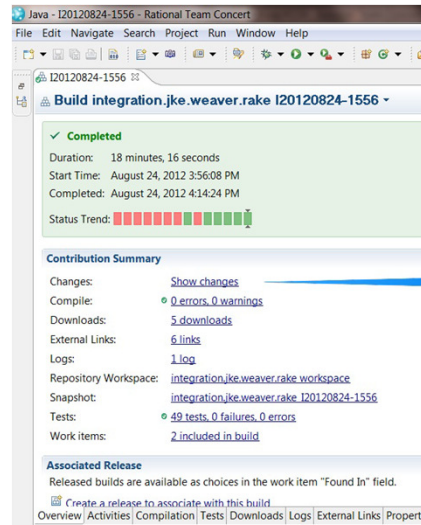 Java - I20120824-1556 - Rational Team Concert
File Edit Navigate Search Project Run Window Help
I20120824-1556
Build integration.jke.weaver.rake I20120824-1556
Completed
Duration: 18 minutes, 16 seconds
Start Time: August 24, 2012 3:56:08 PM
Completed: August 24, 2012 4:14:24 PM
Status Trend:
Contribution Summary
Changes: Show changes
Compile: 0 errors, 0 warnings
Downloads: 5 downloads
External Links: 6 links
Logs: 1 log
Repository Workspace: integration.jke.weaver.rake workspace
Snapshot: integration.jke.weaver.rake_I20120824-1556
Tests: 49 tests, 0 failures, 0 errors
Work items: 2 included in build
Associated Release
Released builds are available as choices in the work item "Found In" field.
Create a release to associate with this build
Overview Activities Compilation Tests Downloads Logs External Links Propert